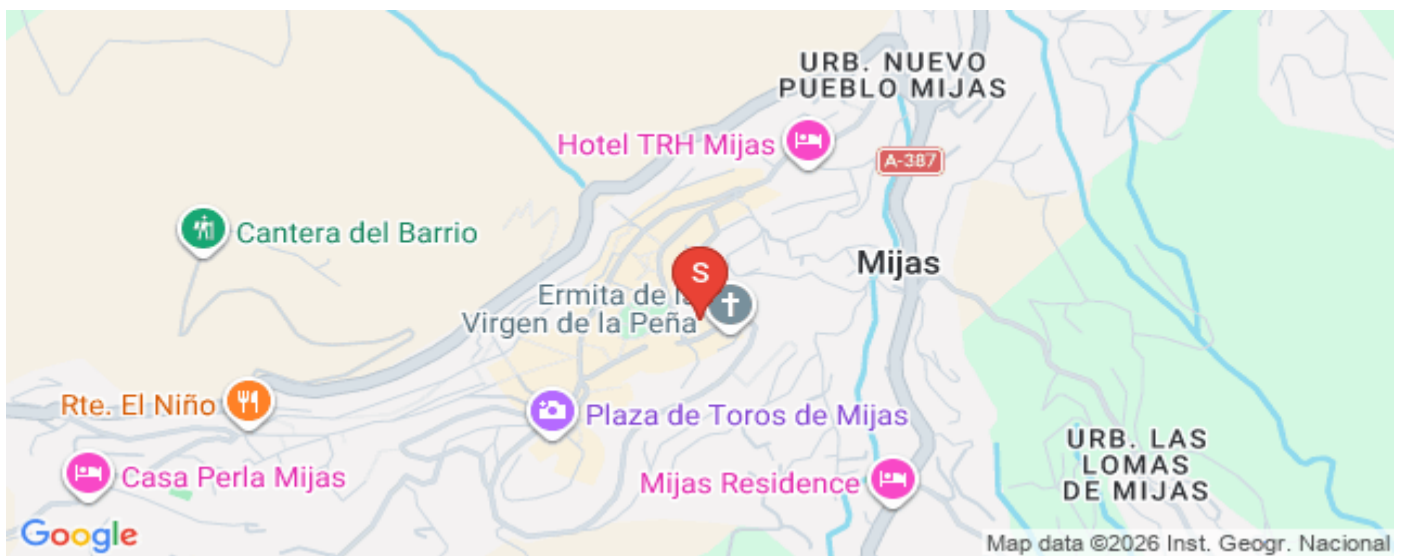 URB. NUEVO
PUEBLO MIJAS
Hotel TRH Mijas
A-387
Cantera del Barrio
Mijas
S
Ermita de la
Virgen de la Peña
Rte. El Niño
Plaza de Toros de Mijas
URB. LAS
LOMAS
DE MIJAS
Casa Perla Mijas
Mijas Residence
Google
Map data ©2026 Inst. Geogr. Nacional